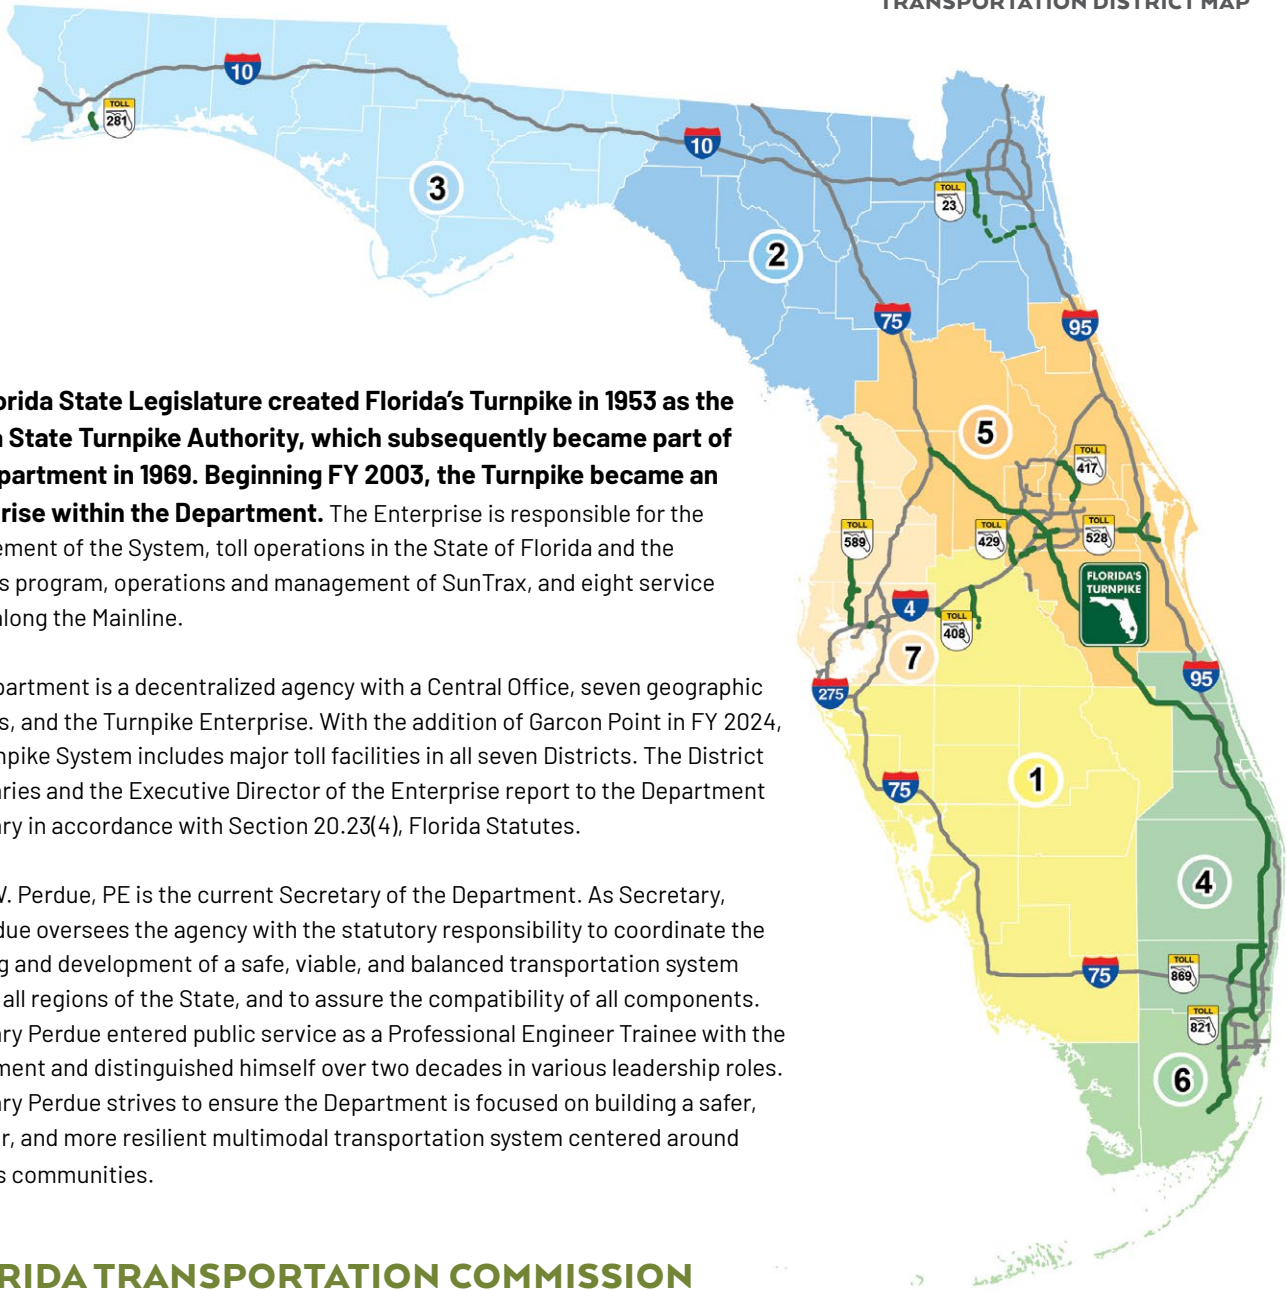 TRANSPORTATION DISTRICT MAP
10
TOLL
281
10
3
TOLL
23
2
75
95
orida State Legislature created Florida's Turnpike in 1953 as the
State Turnpike Authority, which subsequently became part of
partment in 1969. Beginning FY 2003, the Turnpike became an
rise within the Department. The Enterprise is responsible for the
ement of the System, toll operations in the State of Florida and the
s program, operations and management of SunTrax, and eight service
along the Mainline.
partment is a decentralized agency with a Central Office, seven geographic
s, and the Turnpike Enterprise. With the addition of Garcon Point in FY 2024,
npike System includes major toll facilities in all seven Districts. The District
aries and the Executive Director of the Enterprise report to the Department
ary in accordance with Section 20.23(4), Florida Statutes.
W. Perdue, PE is the current Secretary of the Department. As Secretary,
due oversees the agency with the statutory responsibility to coordinate the
g and development of a safe, viable, and balanced transportation system
all regions of the State, and to assure the compatibility of all components.
ary Perdue entered public service as a Professional Engineer Trainee with the
ment and distinguished himself over two decades in various leadership roles.
ary Perdue strives to ensure the Department is focused on building a safer,
r, and more resilient multimodal transportation system centered around
s communities.
5
TOLL
417
TOLL
589
TOLL
429
TOLL
528
FLORIDA'S
TURNPIKE
4
TOLL
408
7
275
95
75
1
4
75
TOLL
869
TOLL
821
6
RIDA TRANSPORTATION COMMISSION